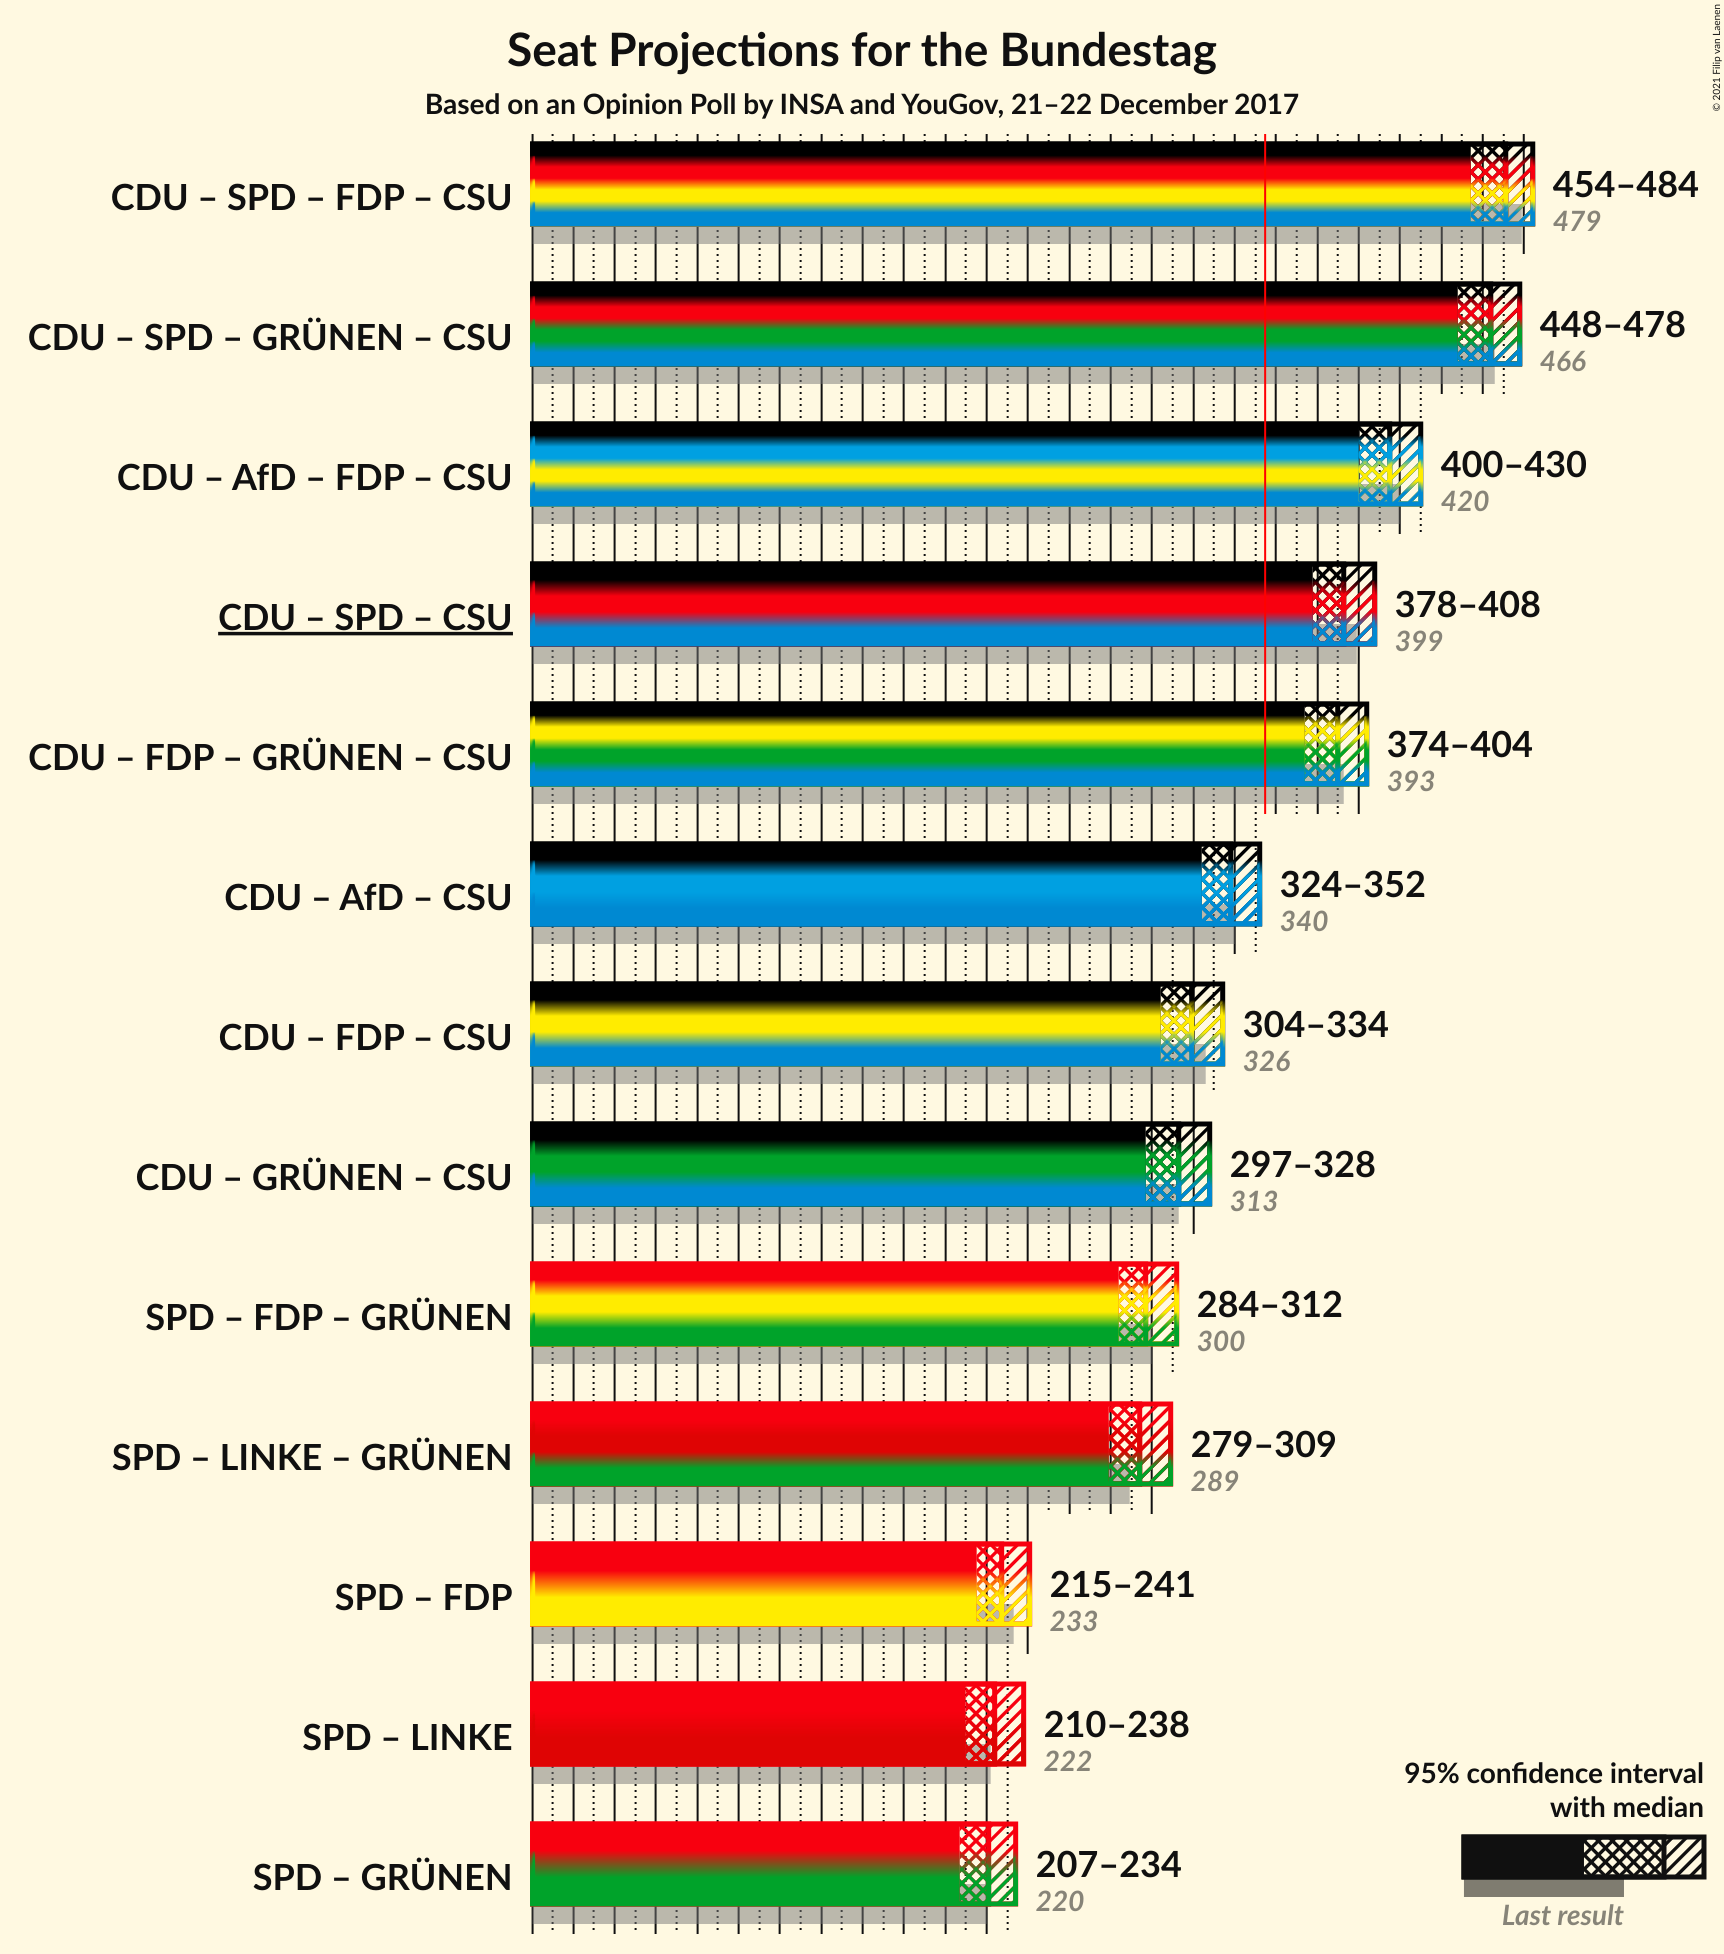 Seat Projections for the Bundestag
Based on an Opinion Poll by INSA and YouGov, 21–22 December 2017
© 2021 Filip van Laenen
CDU – SPD – FDP – CSU
454–484
479
CDU – SPD – GRÜNEN – CSU
448–478
466
CDU – AfD – FDP – CSU
400–430
420
CDU – SPD – CSU
378–408
399
CDU – FDP – GRÜNEN – CSU
374–404
393
CDU – AfD – CSU
324–352
340
CDU – FDP – CSU
304–334
326
CDU – GRÜNEN – CSU
297–328
313
SPD – FDP – GRÜNEN
284–312
300
SPD – LINKE – GRÜNEN
279–309
289
SPD – FDP
215–241
233
SPD – LINKE
210–238
222
SPD – GRÜNEN
207–234
220
95% confidence interval
with median
Last result